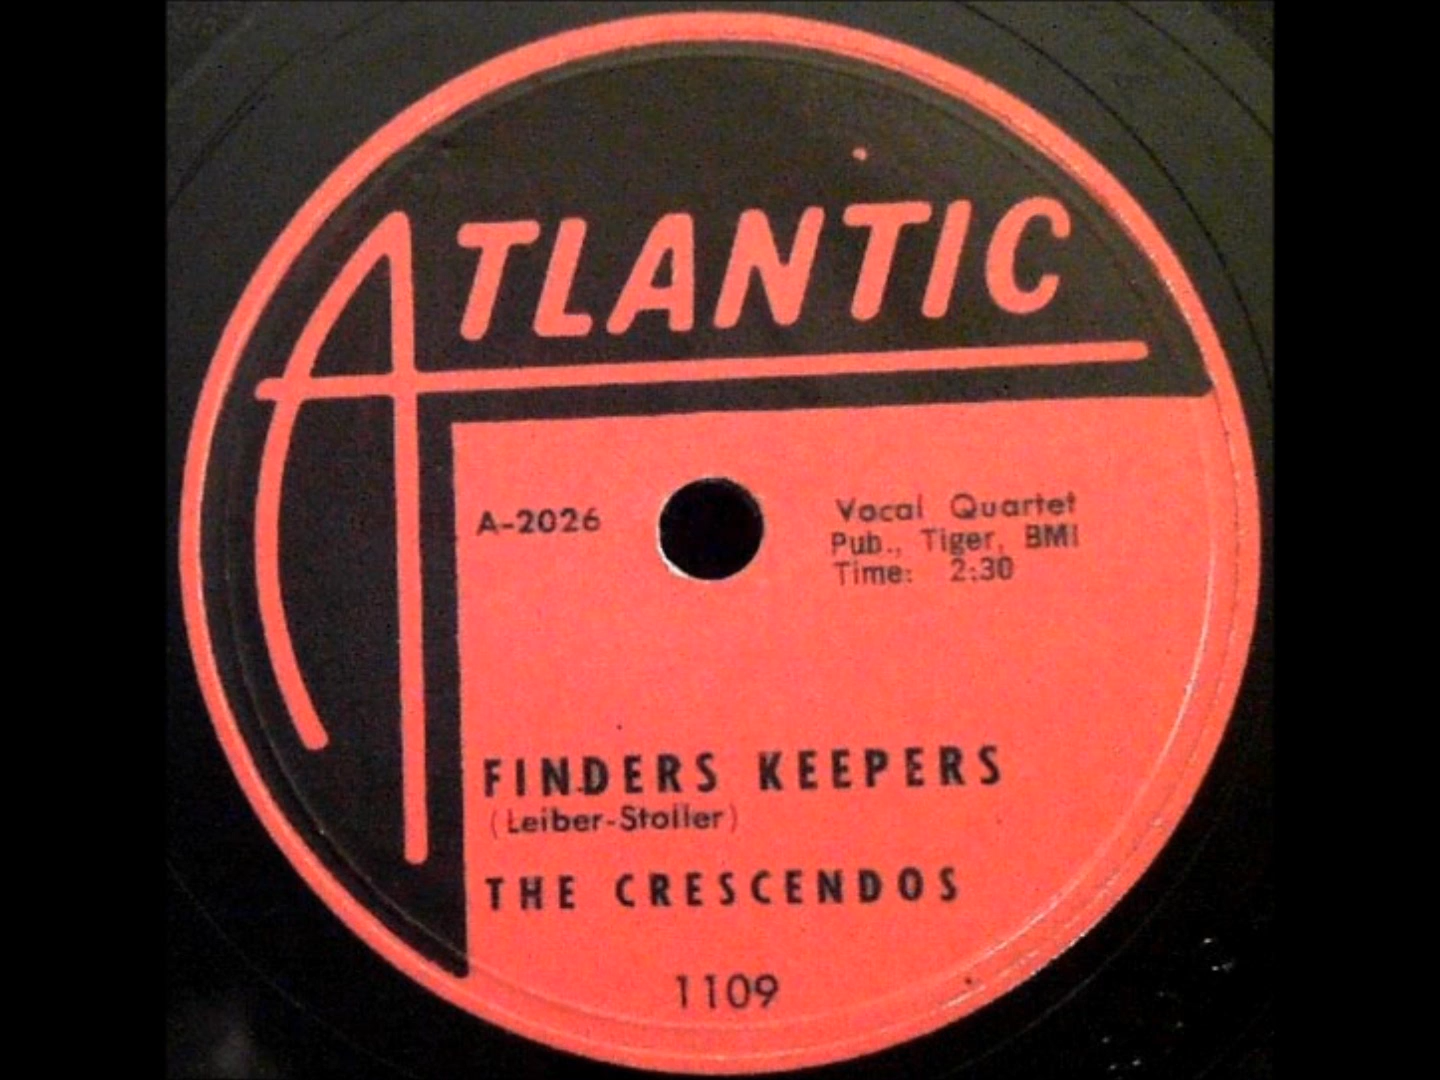 ATLANTIC
A-2026
Vocal Quartet
Pub., Tiger, BMI
Time: 2:30
FINDERS KEEPERS
(Leiber-Stoller)
THE CRESCENDOS
1109